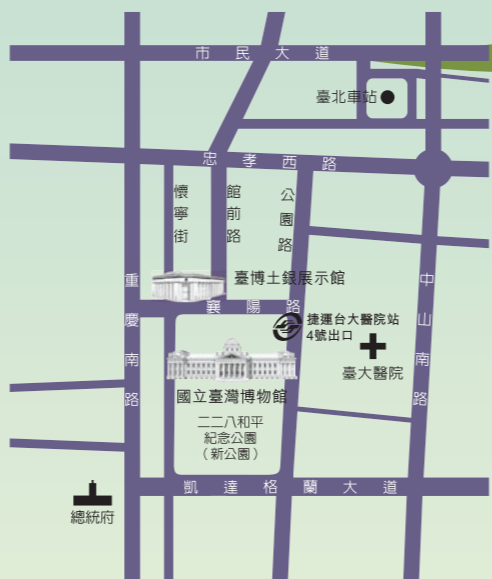 市民大道
臺北車站
忠孝西路
懷寧街
館前路
公園路
重慶南路
中山南路
臺博土銀展示館
襄陽路
捷運台大醫院站
4號出口
臺大醫院
國立臺灣博物館
二二八和平
紀念公園
（新公園）
凱達格蘭大道
總統府